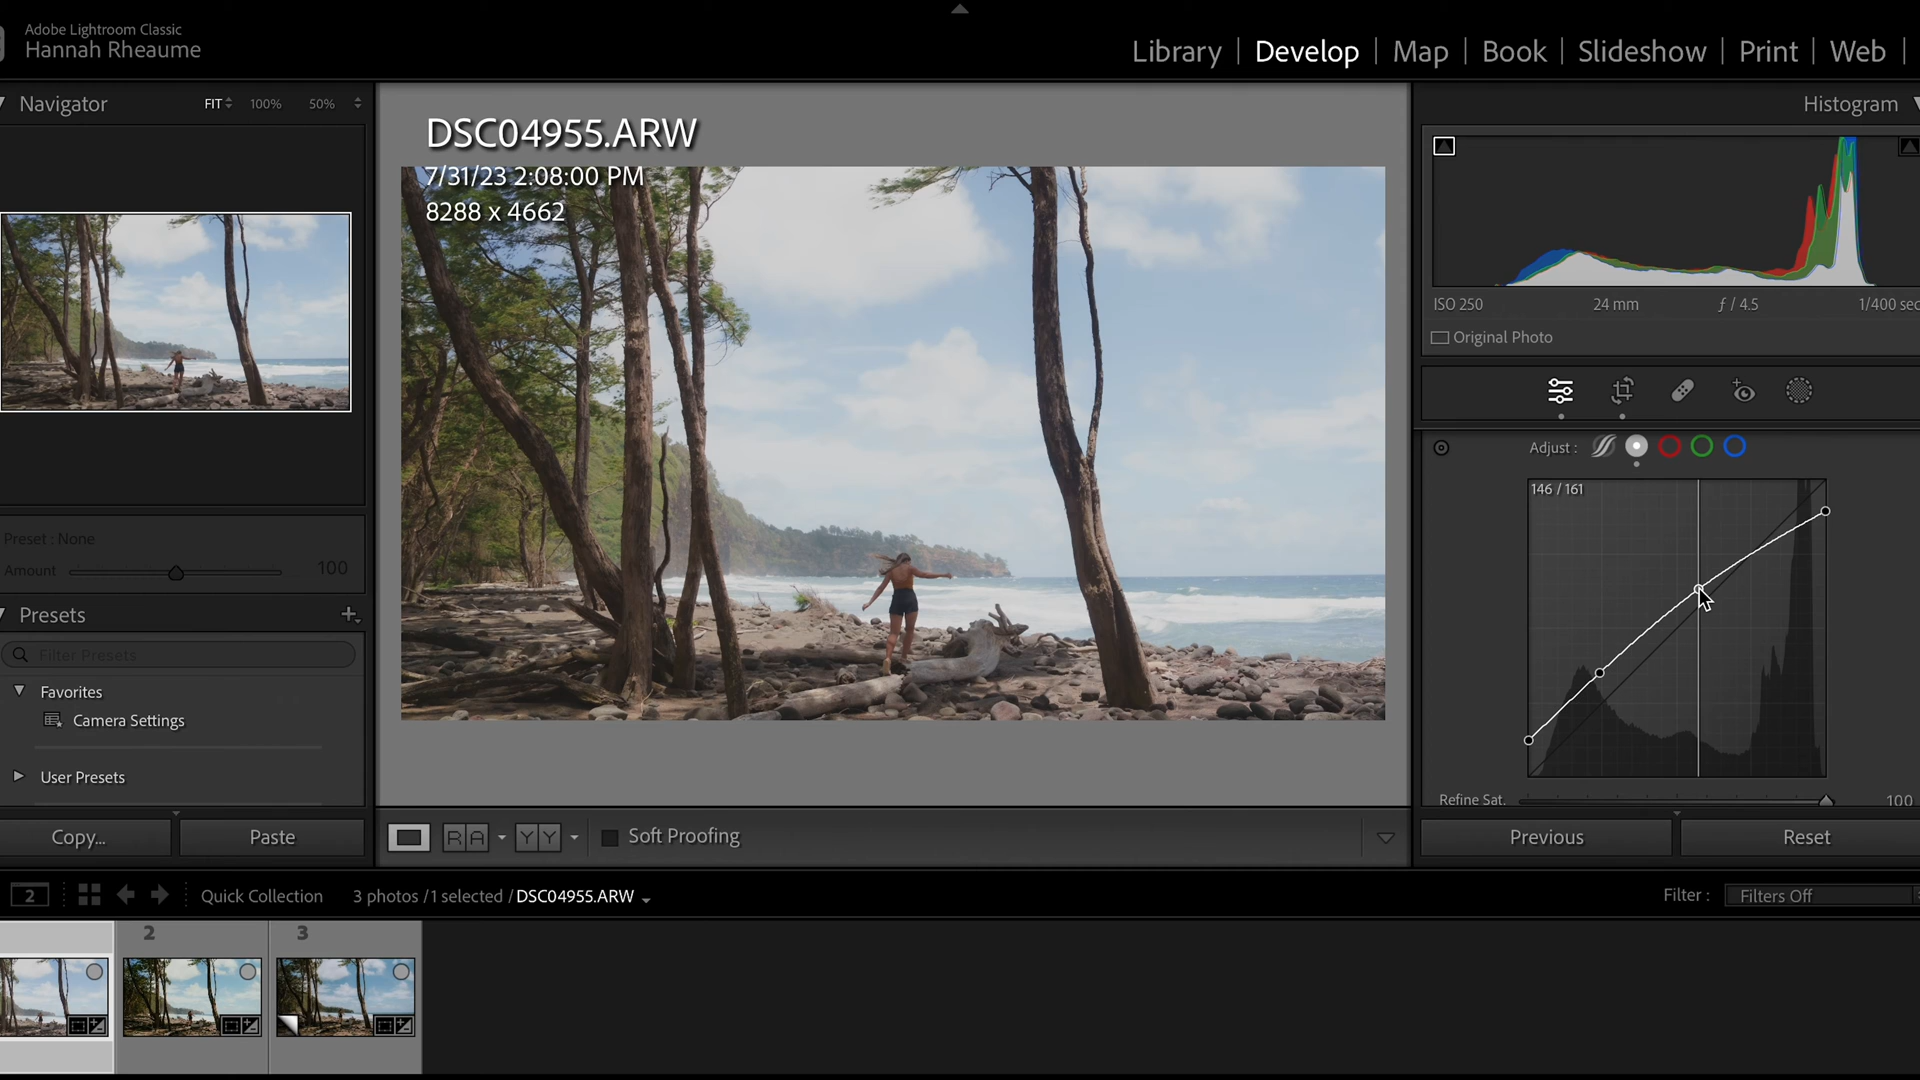 Adobe Lightroom Classic
Hannah Rheaume
Library | Develop | Map | Book | Slideshow | Print | Web |
Navigator FIT 100% 50%
Histogram
DSC04955.ARW
7/31/23 2:08:00 PM
8288 x 4662
ISO 250 24 mm ƒ / 4.5 1/400 sec
Original Photo
Adjust :
146 / 161
Preset : None
Amount 100
Presets
Filter Presets
Favorites
Camera Settings
User Presets
Refine Sat. 100
Copy... Paste
R A Y Y Soft Proofing
Previous Reset
2 Quick Collection 3 photos /1 selected / DSC04955.ARW
Filter : Filters Off
2 3